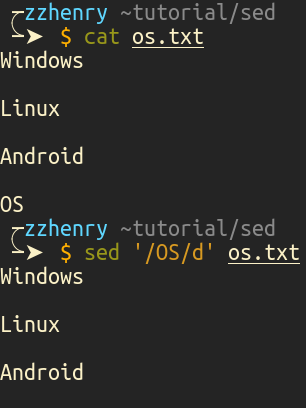 zzhenry ~tutorial/sed
$ cat os.txt
Windows
Linux
Android
OS
zzhenry ~tutorial/sed
$ sed '/OS/d' os.txt
Windows
Linux
Android